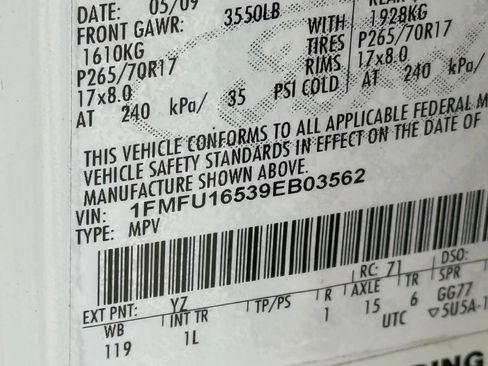 DATE: 05/09
FRONT GAWR: 3550LB
1610KG
P265/70R17
17x8.0
AT 240 kPa/ 35 PSI COLD
WITH
TIRES
RIMS
1928KG
P265/70R17
17x8.0
AT 240 kPa/
THIS VEHICLE CONFORMS TO ALL APPLICABLE FEDERAL M
VEHICLE SAFETY STANDARDS IN EFFECT ON THE DATE OF
MANUFACTURE SHOWN ABOVE.
VIN: 1FMFU16539EB03562
TYPE: MPV
EXT PNT: YZ RC: 71 DSO:
WB INT TR TP/PS R AXLE TR SPR
119 1L 1 15 6 GG77
UTC ▽5U5A-1